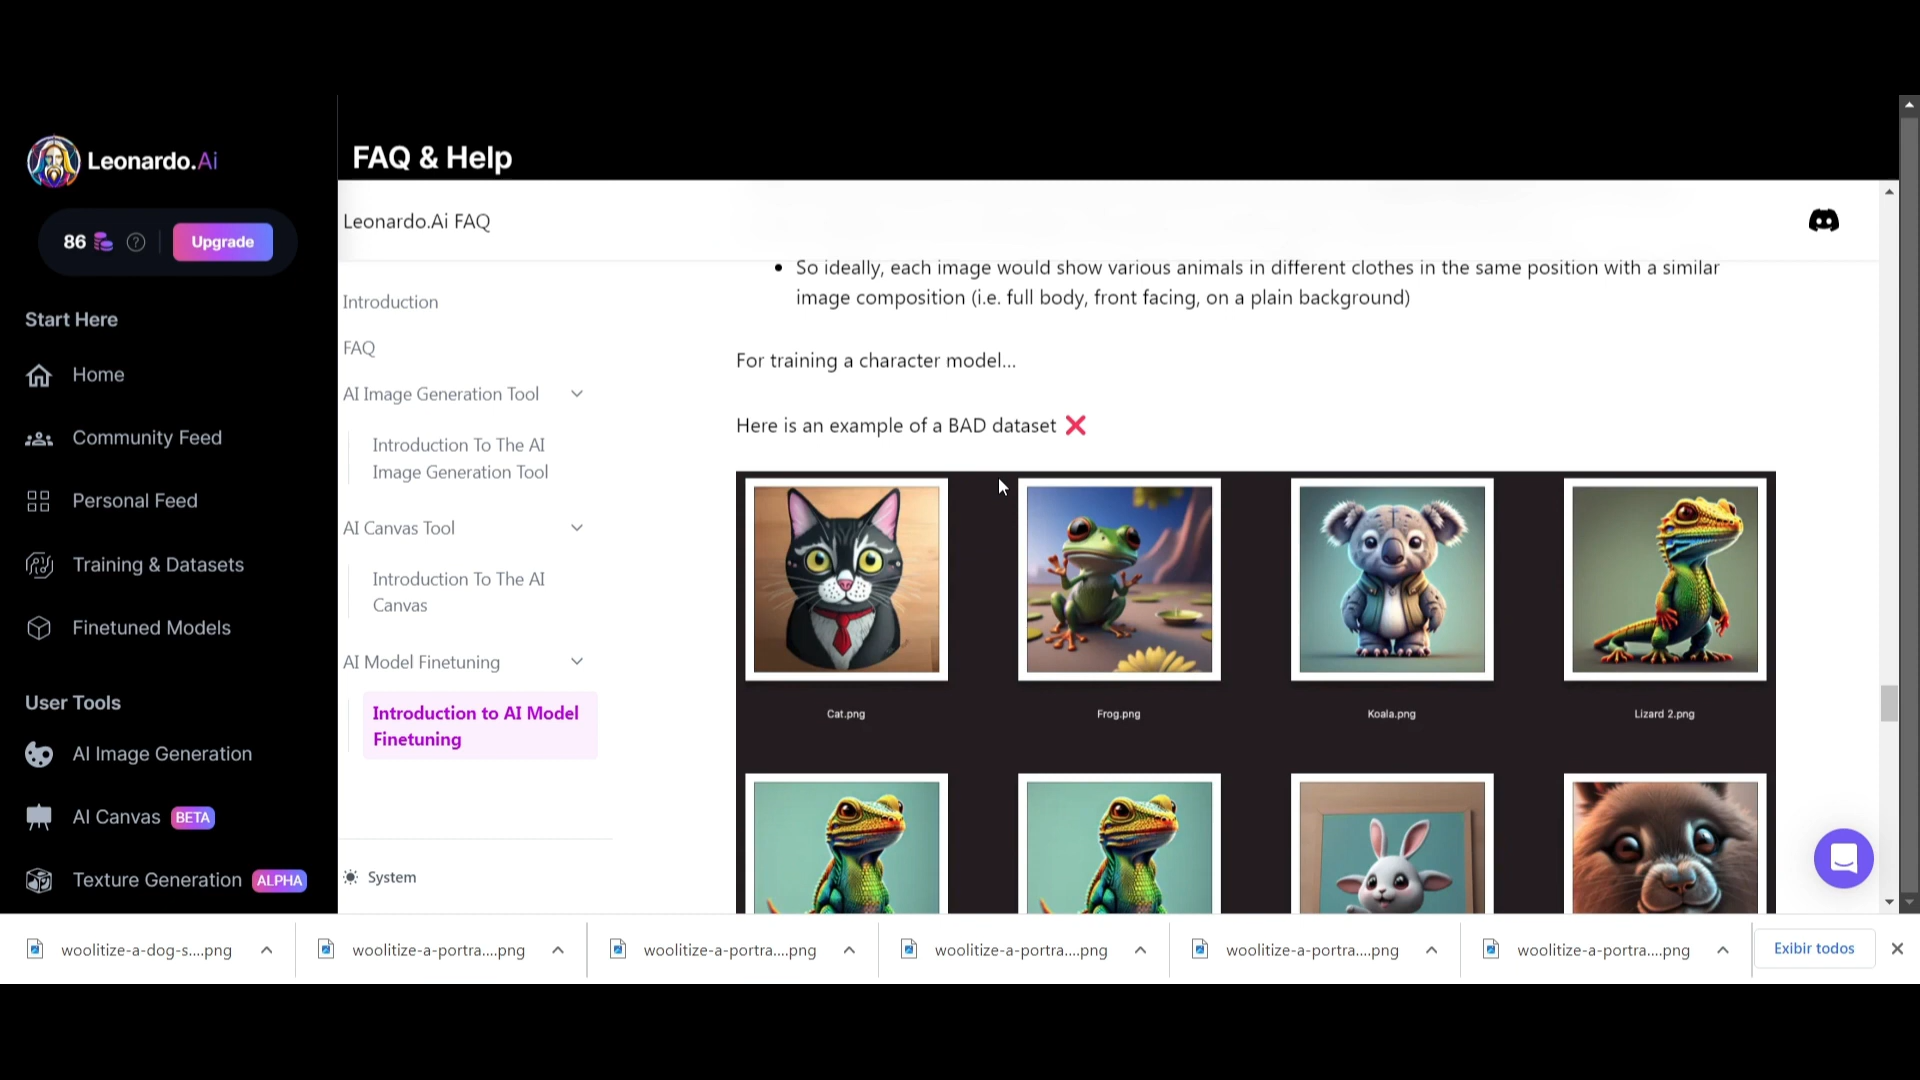 Leonardo.Ai
86
?
Upgrade
Start Here
Home
Community Feed
Personal Feed
Training & Datasets
Finetuned Models
User Tools
AI Image Generation
AI Canvas BETA
Texture Generation ALPHA
FAQ & Help
Leonardo.Ai FAQ
Introduction
FAQ
AI Image Generation Tool
Introduction To The AI
Image Generation Tool
AI Canvas Tool
Introduction To The AI
Canvas
AI Model Finetuning
Introduction to AI Model
Finetuning
System
So ideally, each image would show various animals in different clothes in the same position with a similar
image composition (i.e. full body, front facing, on a plain background)
For training a character model...
Here is an example of a BAD dataset ❌
Cat.png
Frog.png
Koala.png
Lizard 2.png
woolitize-a-dog-s....png
woolitize-a-portra....png
woolitize-a-portra....png
woolitize-a-portra....png
woolitize-a-portra....png
woolitize-a-portra....png
Exibir todos